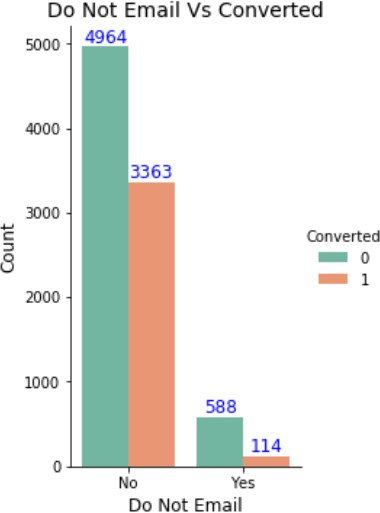 Do Not Email Vs Converted
Count
5000
4000
3000
2000
1000
0
4964
3363
588
114
No
Yes
Do Not Email
Converted
0
1